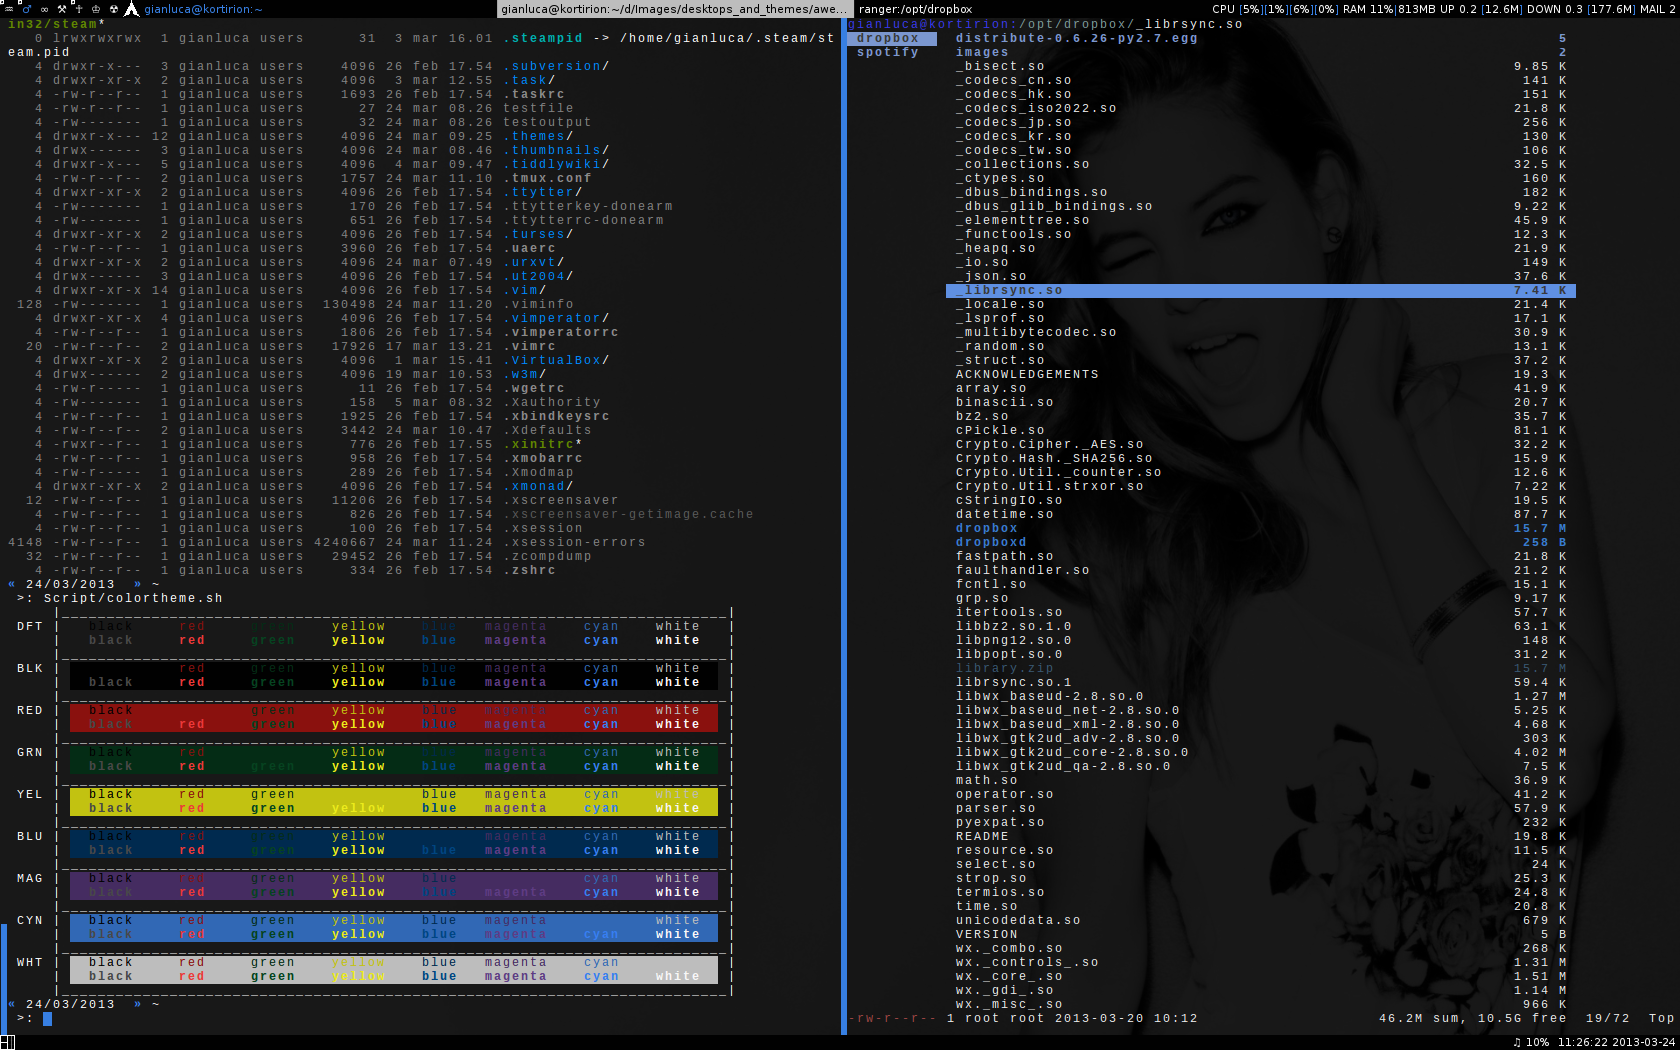 gianluca@kortirion:~
gianluca@kortirion:~/d/Images/desktops_and_themes/awe...
ranger:/opt/dropbox
CPU [5%][1%][6%][0%] RAM 11%|813MB UP 0.2 [12.6M] DOWN 0.3 [177.6M] MAIL 2
in32/steam*
0 lrwxrwxrwx 1 gianluca users 31 3 mar 16.01 .steampid -> /home/gianluca/.steam/st
eam.pid
4 drwxr-x--- 3 gianluca users 4096 26 feb 17.54 .subversion/
4 drwxr-xr-x 2 gianluca users 4096 3 mar 12.55 .task/
4 -rw-r--r-- 1 gianluca users 1693 26 feb 17.54 .taskrc
4 -rw-r--r-- 1 gianluca users 27 24 mar 08.26 testfile
4 -rw------- 1 gianluca users 32 24 mar 08.26 testoutput
4 drwxr-x--- 12 gianluca users 4096 24 mar 09.25 .themes/
4 drwx------ 3 gianluca users 4096 24 mar 08.46 .thumbnails/
4 drwxr-x--- 5 gianluca users 4096 4 mar 09.47 .tiddlywiki/
4 -rw-r--r-- 1 gianluca users 1757 24 mar 11.10 .tmux.conf
4 drwxr-xr-x 2 gianluca users 4096 26 feb 17.54 .ttytter/
4 -rw------- 1 gianluca users 170 26 feb 17.54 .ttytterkey-donearm
4 -rw-r--r-- 1 gianluca users 651 26 feb 17.54 .ttytterrc-donearm
4 drwxr-xr-x 2 gianluca users 4096 26 feb 17.54 .turses/
4 -rw-r--r-- 1 gianluca users 3960 26 feb 17.54 .uaerc
4 drwxr-xr-x 2 gianluca users 4096 24 mar 07.49 .urxvt/
4 drwx------ 3 gianluca users 4096 26 feb 17.54 .ut2004/
4 drwxr-xr-x 14 gianluca users 4096 26 feb 17.54 .vim/
128 -rw------- 1 gianluca users 130498 24 mar 11.20 .viminfo
4 drwxr-xr-x 4 gianluca users 4096 26 feb 17.54 .vimperator/
4 -rw-r--r-- 1 gianluca users 1806 26 feb 17.54 .vimperatorrc
20 -rw-r--r-- 2 gianluca users 17926 17 mar 13.21 .vimrc
4 drwxr-xr-x 2 gianluca users 4096 1 mar 15.41 .VirtualBox/
4 drwx------ 2 gianluca users 4096 19 mar 10.53 .w3m/
4 -rw-r----- 1 gianluca users 11 26 feb 17.54 .wgetrc
4 -rw------- 1 gianluca users 158 5 mar 08.32 .Xauthority
4 -rw-r--r-- 1 gianluca users 1925 26 feb 17.54 .xbindkeysrc
4 -rw-r--r-- 2 gianluca users 3442 24 mar 10.47 .Xdefaults
4 -rwxr--r-- 1 gianluca users 776 26 feb 17.55 .xinitrc*
4 -rw-r--r-- 1 gianluca users 958 26 feb 17.54 .xmobarrc
4 -rw-r--r-- 1 gianluca users 289 26 feb 17.54 .Xmodmap
4 drwxr-xr-x 2 gianluca users 4096 26 feb 17.54 .xmonad/
12 -rw-r--r-- 1 gianluca users 11206 26 feb 17.54 .xscreensaver
4 -rw-r--r-- 1 gianluca users 826 26 feb 17.54 .xscreensaver-getimage.cache
4 -rw-r--r-- 1 gianluca users 100 26 feb 17.54 .xsession
4148 -rw-r--r-- 1 gianluca users 4240667 24 mar 11.24 .xsession-errors
32 -rw-r--r-- 1 gianluca users 29452 26 feb 17.54 .zcompdump
4 -rw-r--r-- 1 gianluca users 334 26 feb 17.54 .zshrc
« 24/03/2013 » ~
>: Script/colortheme.sh
DFT | black red green yellow blue magenta cyan white |
| black red green yellow blue magenta cyan white |
BLK | red yellow blue magenta cyan white |
| black red green yellow blue magenta cyan white |
RED | black green yellow blue magenta cyan white |
| black red green yellow blue magenta cyan white |
GRN | black red yellow blue magenta cyan white |
| black red green yellow blue magenta cyan white |
YEL | black red green blue magenta cyan white |
| black red green yellow blue magenta cyan white |
BLU | black red green yellow magenta cyan white |
| black red green yellow blue magenta cyan white |
MAG | black red green yellow blue cyan white |
| black red green yellow blue magenta cyan white |
CYN | black red green yellow blue magenta white |
| black red green yellow blue magenta cyan white |
WHT | black red green yellow blue magenta cyan |
| black red green yellow blue magenta cyan white |
« 24/03/2013 » ~
>:
gianluca@kortirion:/opt/dropbox/_librsync.so
dropbox
spotify
distribute-0.6.26-py2.7.egg 5
images 2
_bisect.so 9.85 K
_codecs_cn.so 141 K
_codecs_hk.so 151 K
_codecs_iso2022.so 21.8 K
_codecs_jp.so 256 K
_codecs_kr.so 130 K
_codecs_tw.so 106 K
_collections.so 32.5 K
_ctypes.so 160 K
_dbus_bindings.so 182 K
_dbus_glib_bindings.so 9.22 K
_elementtree.so 45.9 K
_functools.so 12.3 K
_heapq.so 21.9 K
_io.so 149 K
_json.so 37.6 K
_librsync.so 7.41 K
_locale.so 21.4 K
_lsprof.so 17.1 K
_multibytecodec.so 30.9 K
_random.so 13.1 K
_struct.so 37.2 K
ACKNOWLEDGEMENTS 19.3 K
array.so 41.9 K
binascii.so 20.7 K
bz2.so 35.7 K
cPickle.so 81.1 K
Crypto.Cipher._AES.so 32.2 K
Crypto.Hash._SHA256.so 15.9 K
Crypto.Util._counter.so 12.6 K
Crypto.Util.strxor.so 7.22 K
cStringIO.so 19.5 K
datetime.so 87.7 K
dropbox 15.7 M
dropboxd 258 B
fastpath.so 21.8 K
faulthandler.so 21.2 K
fcntl.so 15.1 K
grp.so 9.17 K
itertools.so 57.7 K
libbz2.so.1.0 63.1 K
libpng12.so.0 148 K
libpopt.so.0 31.2 K
library.zip 15.7 M
librsync.so.1 59.4 K
libwx_baseud-2.8.so.0 1.27 M
libwx_baseud_net-2.8.so.0 5.25 K
libwx_baseud_xml-2.8.so.0 4.68 K
libwx_gtk2ud_adv-2.8.so.0 303 K
libwx_gtk2ud_core-2.8.so.0 4.02 M
libwx_gtk2ud_qa-2.8.so.0 7.5 K
math.so 36.9 K
operator.so 41.2 K
parser.so 57.9 K
pyexpat.so 232 K
README 19.8 K
resource.so 11.5 K
select.so 24 K
strop.so 25.3 K
termios.so 24.8 K
time.so 20.8 K
unicodedata.so 679 K
VERSION 5 B
wx._combo.so 268 K
wx._controls_.so 1.31 M
wx._core_.so 1.51 M
wx._gdi_.so 1.14 M
wx._misc_.so 966 K
-rw-r--r-- 1 root root 2013-03-20 10:12 46.2M sum, 10.5G free 19/72 Top
♫ 10% 11:26:22 2013-03-24